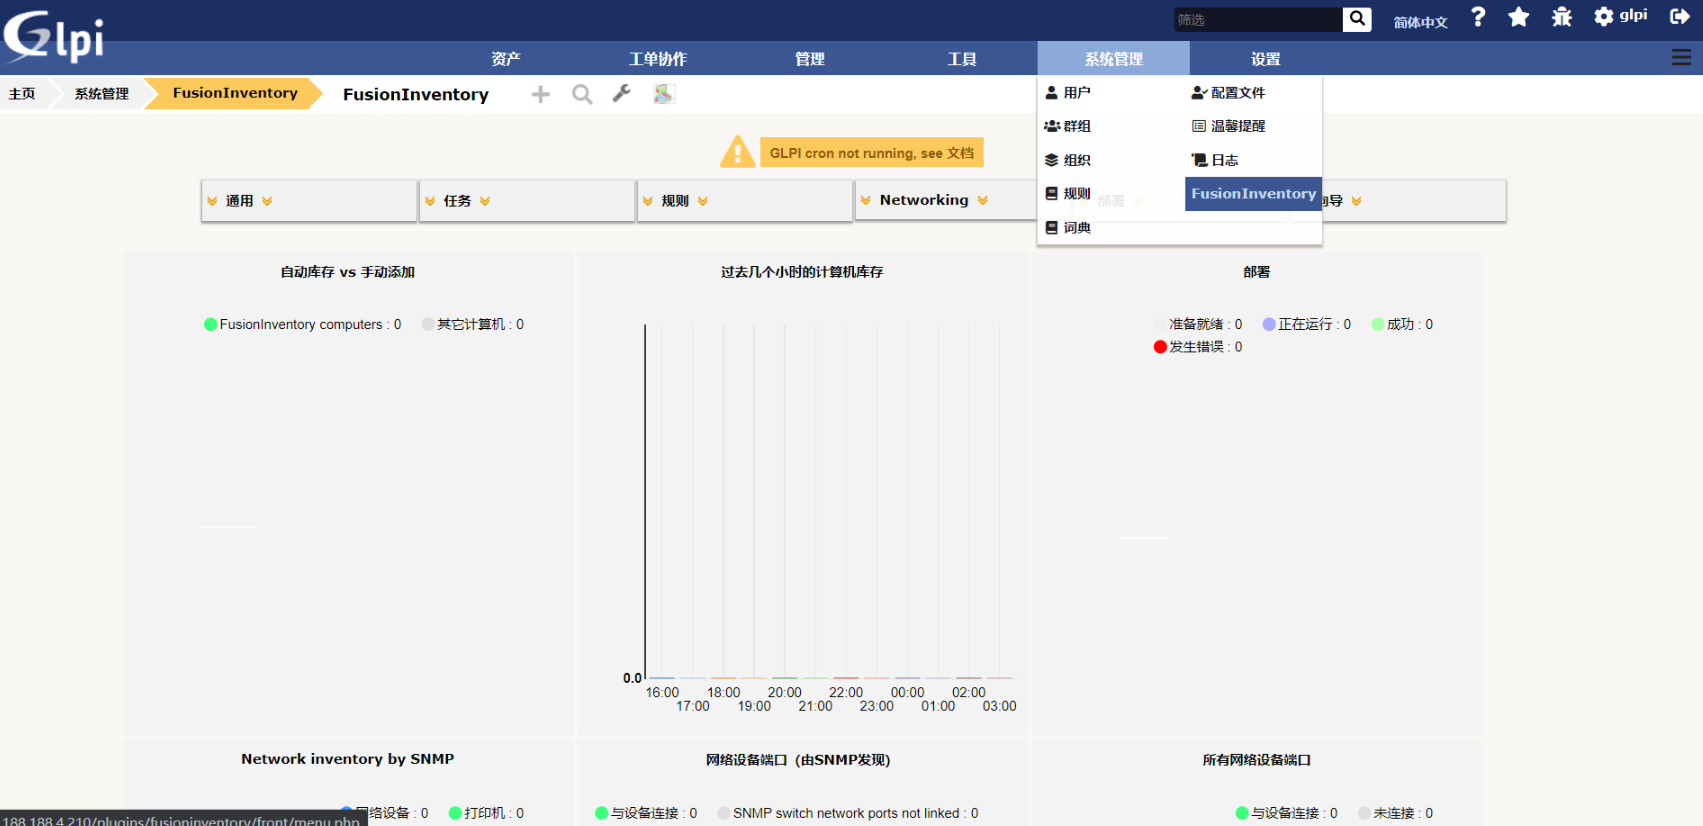 Glpi
筛选
简体中文
glpi
资产
工单协作
管理
工具
系统管理
设置
主页
系统管理
FusionInventory
FusionInventory
用户
配置文件
群组
温馨提醒
组织
日志
规则
FusionInventory
词典
GLPI cron not running, see 文档
通用
任务
规则
Networking
部署
向导
自动库存 vs 手动添加
FusionInventory computers : 0
其它计算机 : 0
过去几个小时的计算机库存
0.0
16:00
17:00
18:00
19:00
20:00
21:00
22:00
23:00
00:00
01:00
02:00
03:00
部署
准备就绪 : 0
正在运行 : 0
成功 : 0
发生错误 : 0
Network inventory by SNMP
网络设备 : 0
打印机 : 0
网络设备端口 (由SNMP发现)
与设备连接 : 0
SNMP switch network ports not linked : 0
所有网络设备端口
与设备连接 : 0
未连接 : 0
188.188.4.210/plugins/fusioninventory/front/menu.php